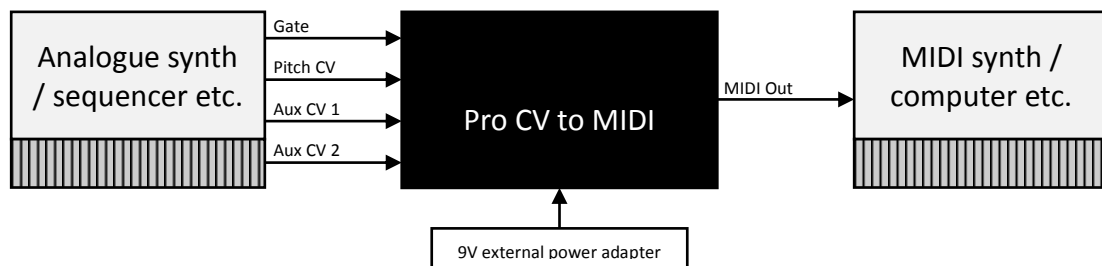 Analogue synth
/ sequencer etc.
Gate
Pitch CV
Aux CV 1
Aux CV 2
Pro CV to MIDI
MIDI Out
MIDI synth /
computer etc.
9V external power adapter